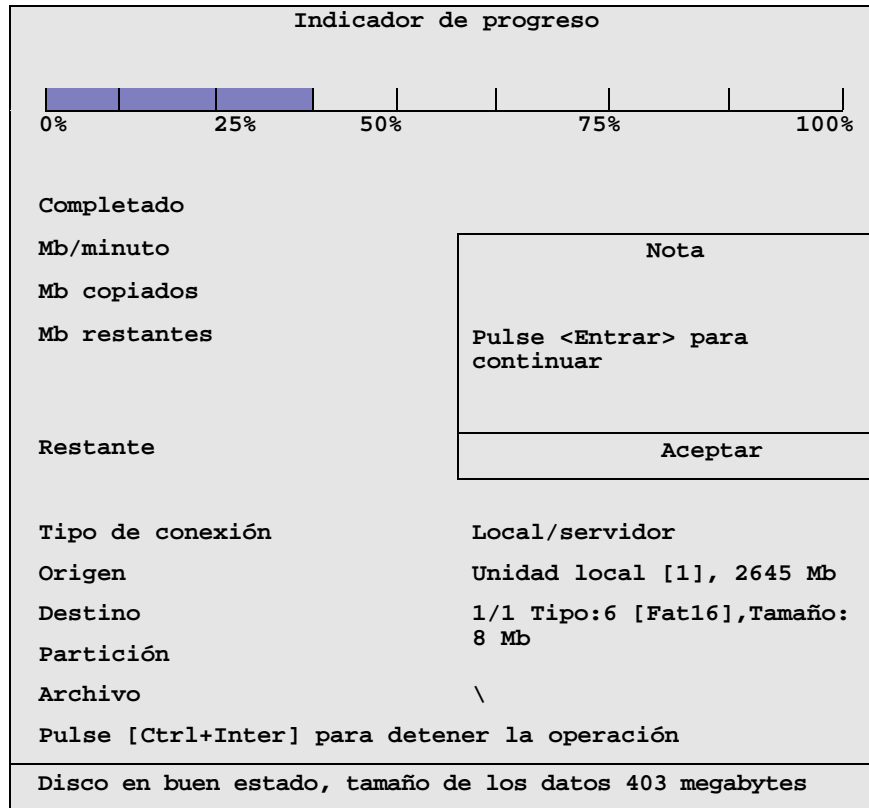 Indicador de progreso
0% 25% 50% 75% 100%
Completado
Mb/minuto
Mb copiados
Mb restantes
Nota
Pulse <Entrar> para
continuar
Restante
Aceptar
Tipo de conexión Local/servidor
Origen Unidad local [1], 2645 Mb
Destino 1/1 Tipo:6 [Fat16],Tamaño:
8 Mb
Partición
Archivo \
Pulse [Ctrl+Inter] para detener la operación
Disco en buen estado, tamaño de los datos 403 megabytes